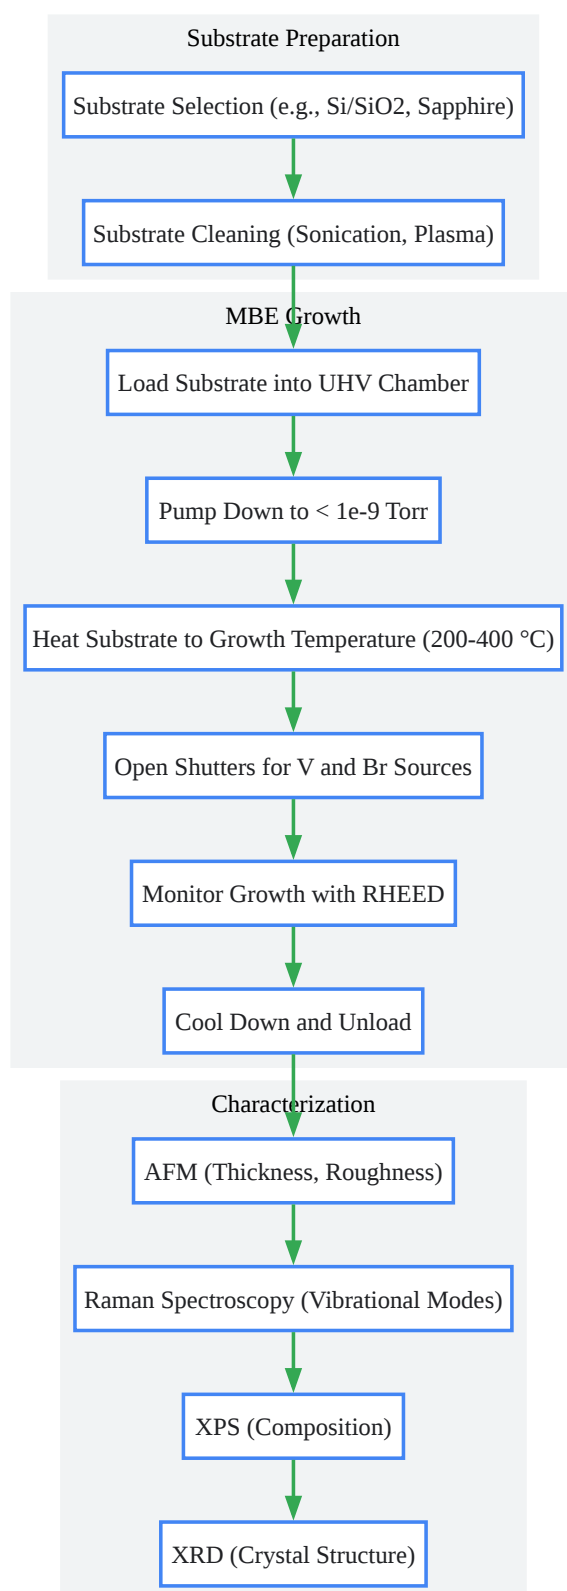 Substrate Preparation
Substrate Selection (e.g., Si/SiO2, Sapphire)
Substrate Cleaning (Sonication, Plasma)
MBE Growth
Load Substrate into UHV Chamber
Pump Down to < 1e-9 Torr
Heat Substrate to Growth Temperature (200-400 °C)
Open Shutters for V and Br Sources
Monitor Growth with RHEED
Cool Down and Unload
Characterization
AFM (Thickness, Roughness)
Raman Spectroscopy (Vibrational Modes)
XPS (Composition)
XRD (Crystal Structure)